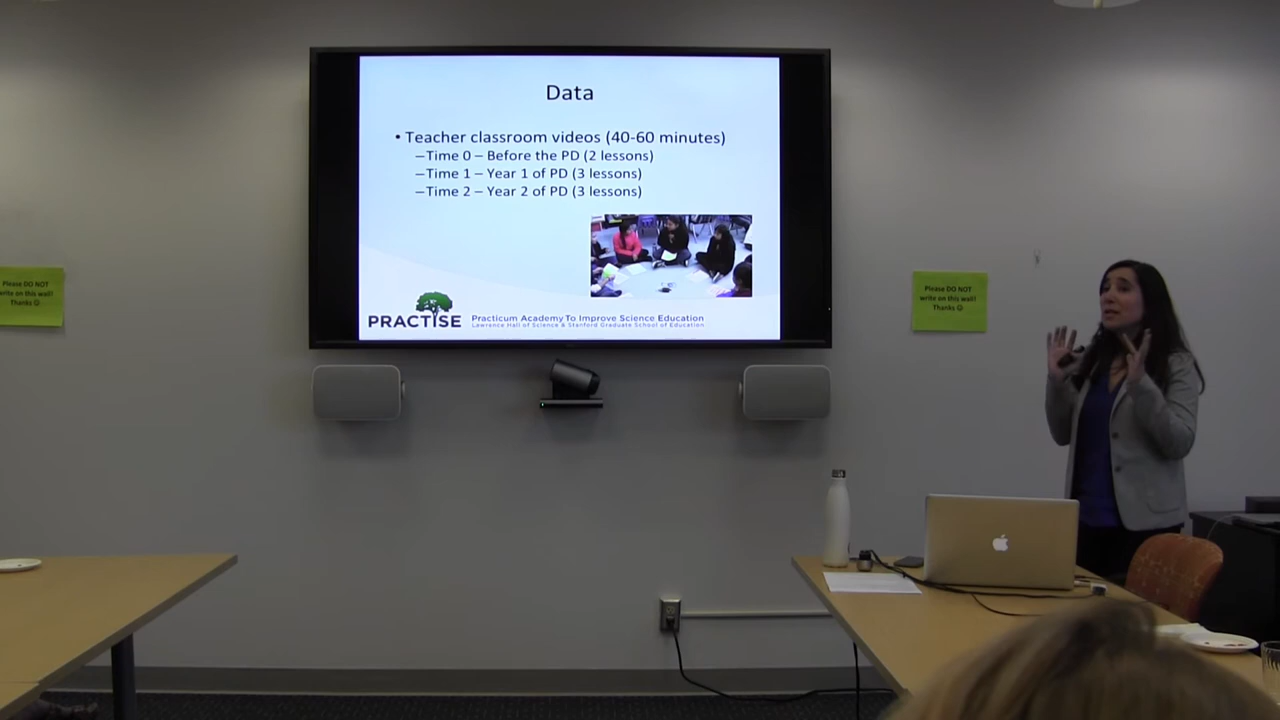 Data
• Teacher classroom videos (40-60 minutes)
–Time 0 – Before the PD (2 lessons)
–Time 1 – Year 1 of PD (3 lessons)
–Time 2 – Year 2 of PD (3 lessons)
PRACTISE
Practicum Academy To Improve Science Education
Lawrence Hall of Science & Stanford Graduate School of Education
Please DO NOT
write on this wall!
Thanks ☺
Please DO NOT
write on this wall!
Thanks ☺